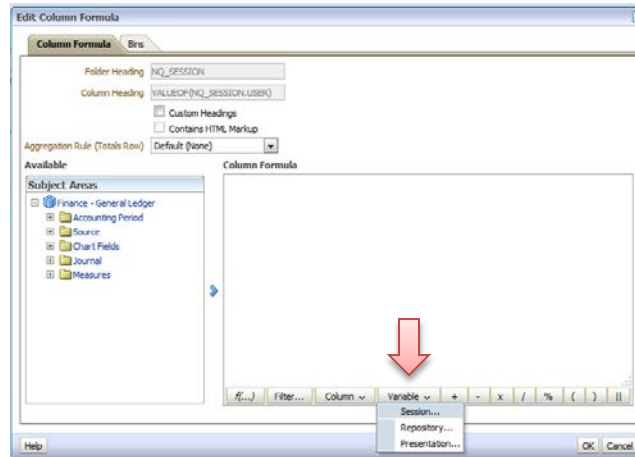 Edit Column Formula
Column Formula Bins
Folder Heading NQ_SESSION
Column Heading VALUEOF(NQ_SESSION.USER)
Custom Headings
Contains HTML Markup
Aggregation Rule (Totals Row) Default (None)
Available Column Formula
Subject Areas
Finance - General Ledger
Accounting Period
Source
Chart Fields
Journal
Measures
f(...) Filter... Column Variable + - x / % ( ) ||
Session...
Repository...
Presentation...
Help OK Cancel